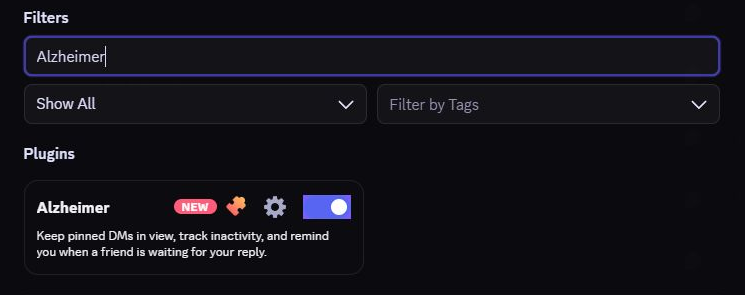 Filters
Alzheimer
Show All
Filter by Tags
Plugins
Alzheimer NEW
Keep pinned DMs in view, track inactivity, and remind
you when a friend is waiting for your reply.